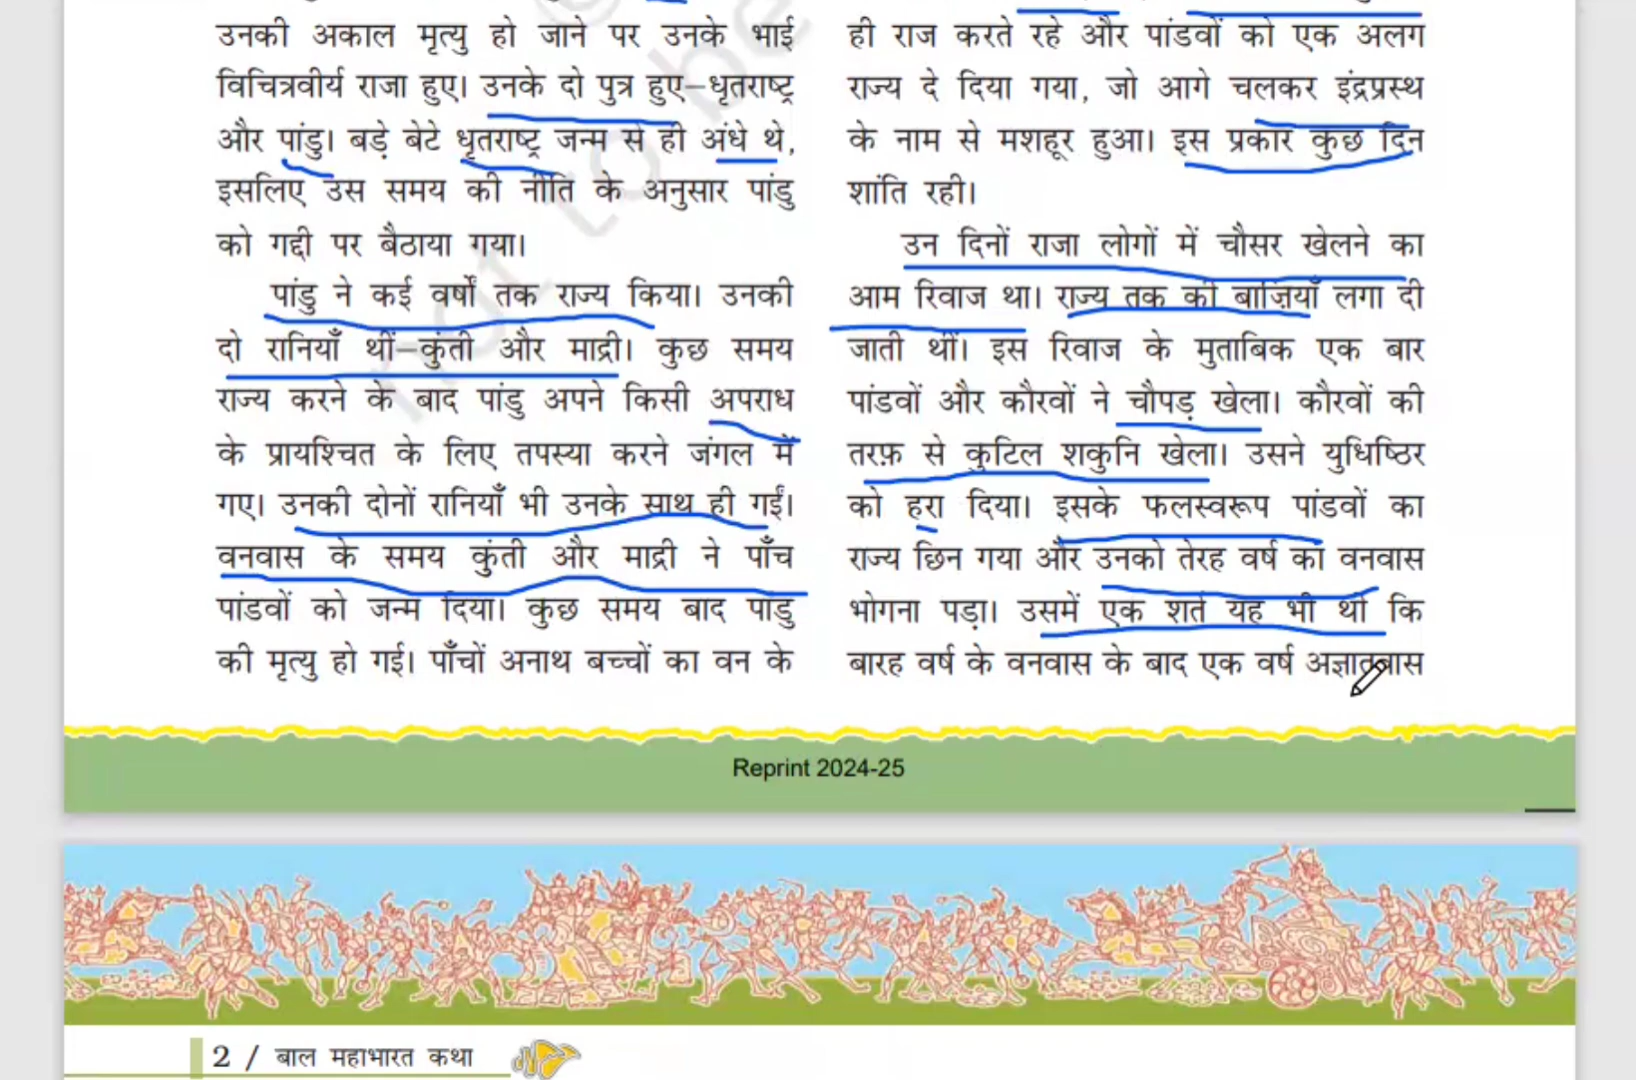 उनकी अकाल मृत्यु हो जाने पर उनके भाई
विचित्रवीर्य राजा हुए। उनके दो पुत्र हुए–धृतराष्ट्र
और पांडु। बड़े बेटे धृतराष्ट्र जन्म से ही अंधे थे,
इसलिए उस समय की नीति के अनुसार पांडु
को गद्दी पर बैठाया गया।
पांडु ने कई वर्षों तक राज्य किया। उनकी
दो रानियाँ थीं–कुंती और माद्री। कुछ समय
राज्य करने के बाद पांडु अपने किसी अपराध
के प्रायश्चित के लिए तपस्या करने जंगल में
गए। उनकी दोनों रानियाँ भी उनके साथ ही गईं।
वनवास के समय कुंती और माद्री ने पाँच
पांडवों को जन्म दिया। कुछ समय बाद पांडु
की मृत्यु हो गई। पाँचों अनाथ बच्चों का वन के
ही राज करते रहे और पांडवों को एक अलग
राज्य दे दिया गया, जो आगे चलकर इंद्रप्रस्थ
के नाम से मशहूर हुआ। इस प्रकार कुछ दिन
शांति रही।
उन दिनों राजा लोगों में चौसर खेलने का
आम रिवाज था। राज्य तक की बाज़ियाँ लगा दी
जाती थीं। इस रिवाज के मुताबिक एक बार
पांडवों और कौरवों ने चौपड़ खेला। कौरवों की
तरफ़ से कुटिल शकुनि खेला। उसने युधिष्ठिर
को हरा दिया। इसके फलस्वरूप पांडवों का
राज्य छिन गया और उनको तेरह वर्ष का वनवास
भोगना पड़ा। उसमें एक शर्त यह भी थी कि
बारह वर्ष के वनवास के बाद एक वर्ष अज्ञातवास
not to be
Reprint 2024-25
2 / बाल महाभारत कथा